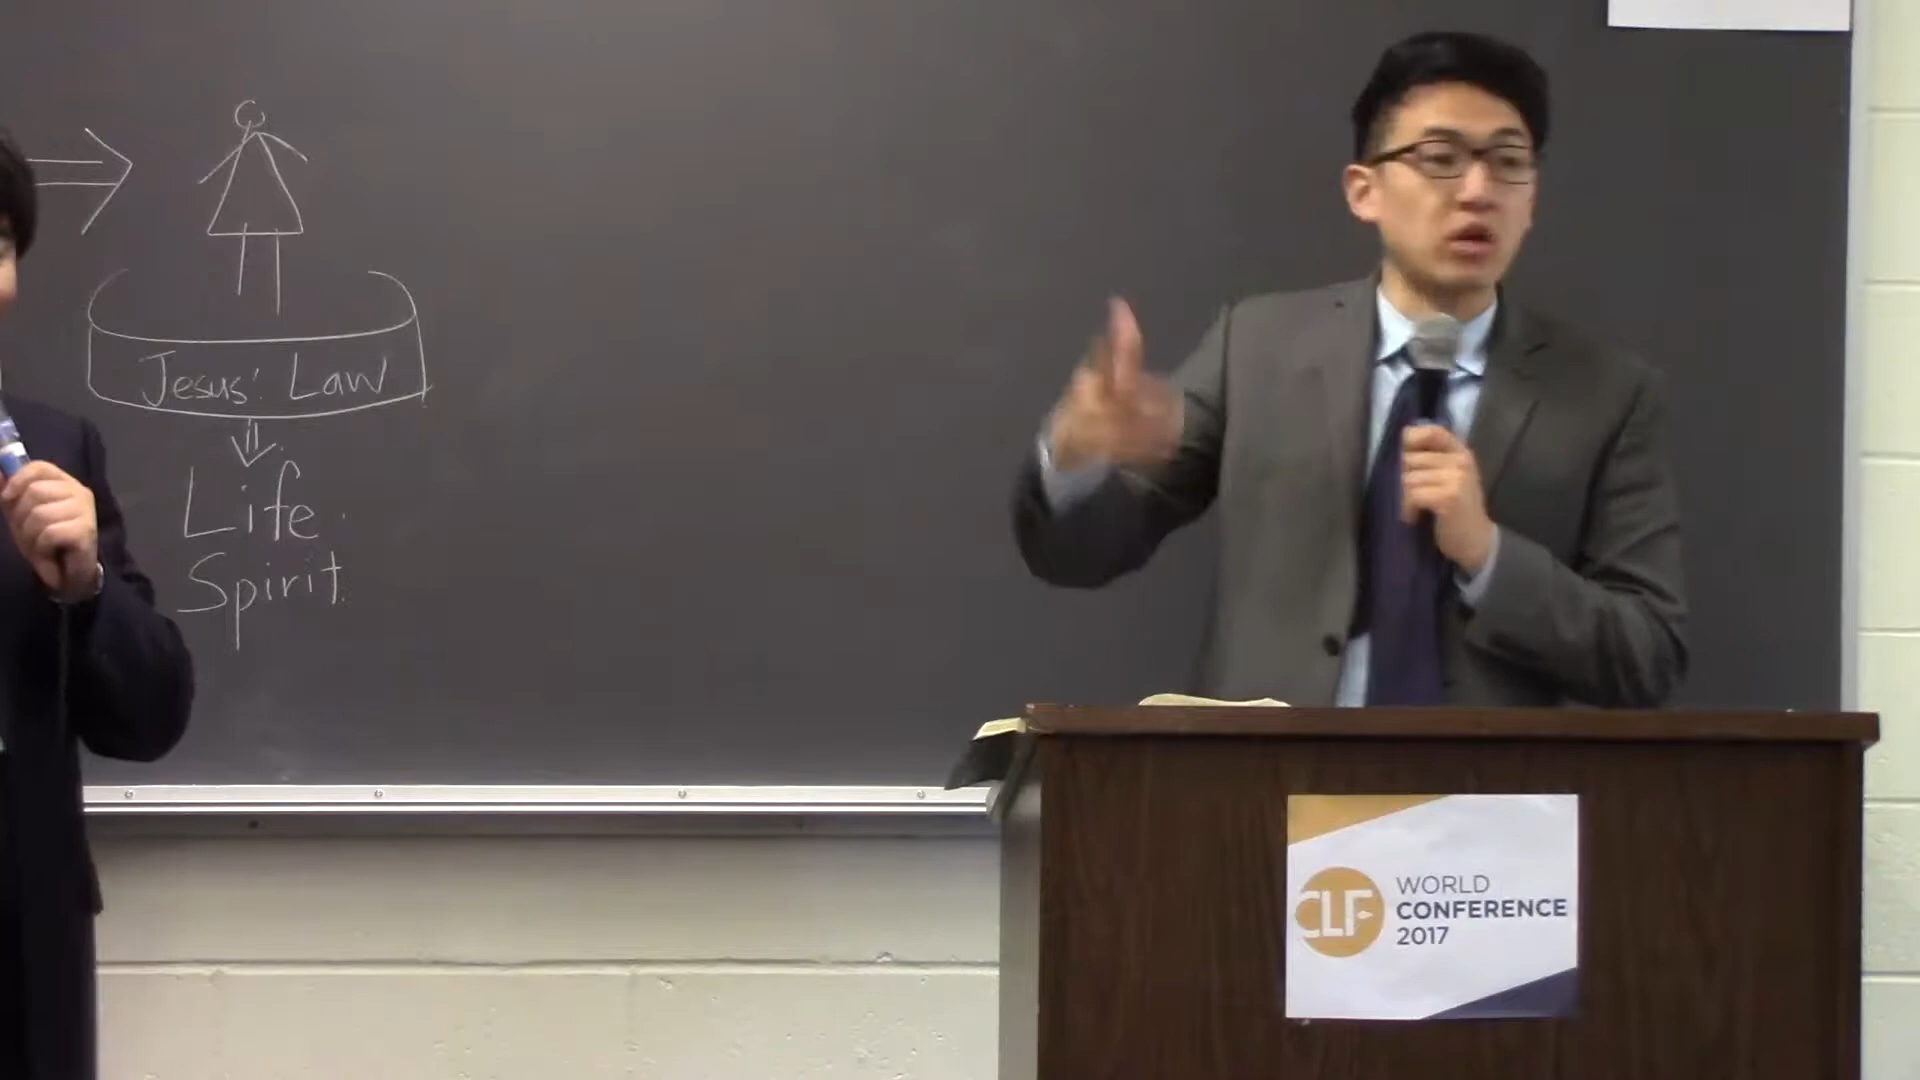 Jesus' Law
Life.
Spirit.
CLF
WORLD
CONFERENCE
2017